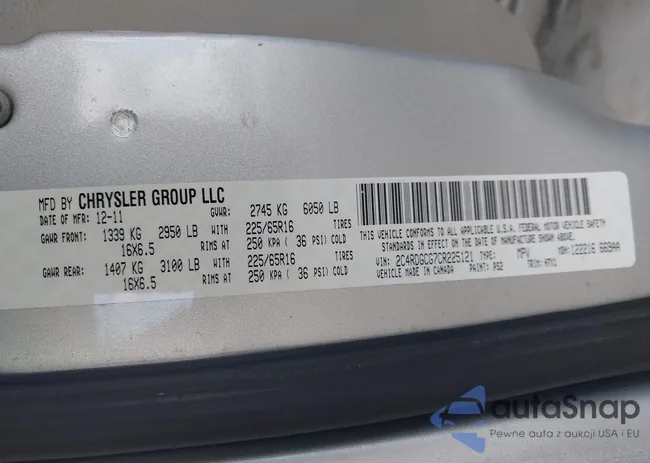 MFD BY CHRYSLER GROUP LLC
DATE OF MFR: 12-11 GVWR: 2745 KG 6050 LB
GAWR FRONT: 1339 KG 2950 LB WITH 225/65R16 TIRES
16X6.5 RIMS AT 250 KPA ( 36 PSI) COLD
GAWR REAR: 1407 KG 3100 LB WITH 225/65R16 TIRES
16X6.5 RIMS AT 250 KPA ( 36 PSI) COLD
THIS VEHICLE CONFORMS TO ALL APPLICABLE U.S.A. FEDERAL MOTOR VEHICLE SAFETY
STANDARDS IN EFFECT ON THE DATE OF MANUFACTURE SHOWN ABOVE.
VIN: 2C4RDGCG7CR225121 TYPE: MPV MDH: 122216
VEHICLE MADE IN CANADA PAINT: PS2 TRIM:
autaSnap
Pewne auta z aukcji USA i EU